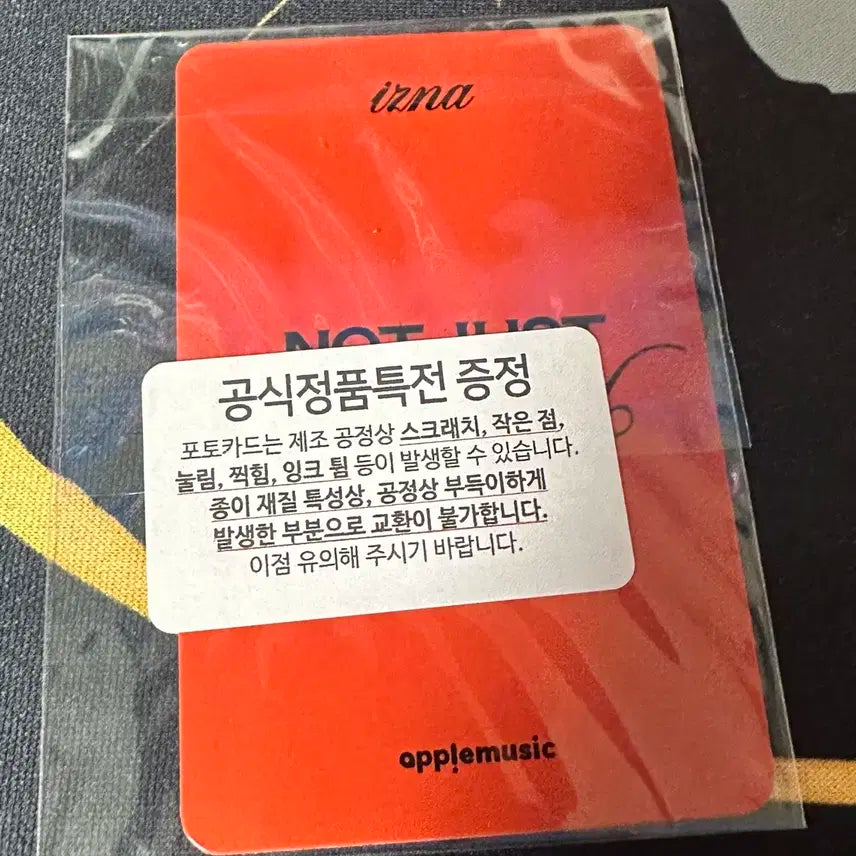 izna
NOT JUST
공식정품특전 증정
포토카드는 제조 공정상 스크래치, 작은 점,
눌림, 찍힘, 잉크 튐 등이 발생할 수 있습니다.
종이 재질 특성상, 공정상 부득이하게
발생한 부분으로 교환이 불가합니다.
이점 유의해 주시기 바랍니다.
applemusic